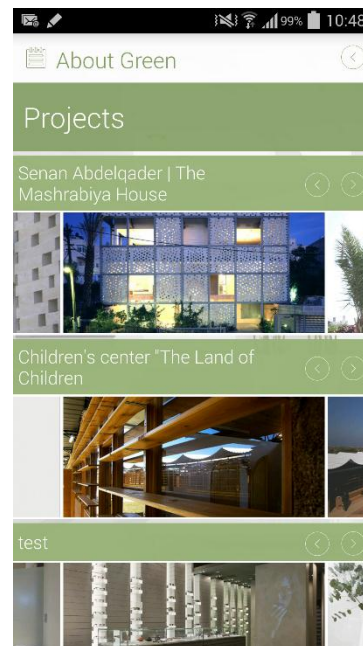 99% 10:48
About Green
Projects
Senan Abdelqader | The
Mashrabiya House
Children's center "The Land of
Children
test